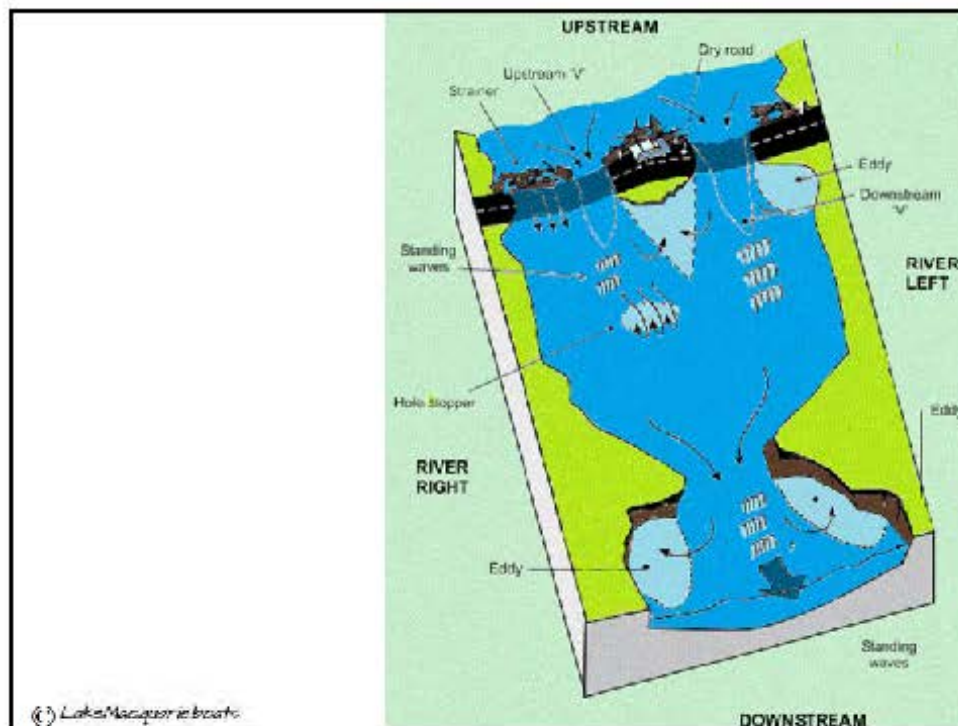 UPSTREAM
Dry road
Upstream 'V'
Strainer
Eddy
Downstream
'V'
Standing
waves
RIVER
LEFT
Hole stopper
Eddy
RIVER
RIGHT
Eddy
Standing
waves
© LakeMacquarieboats
DOWNSTREAM